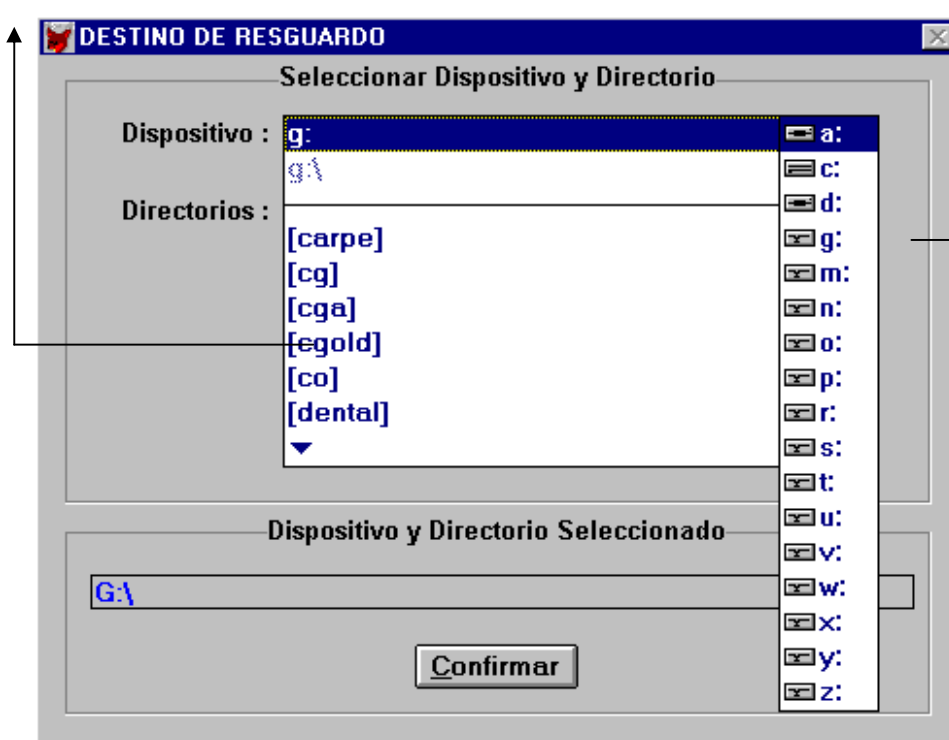 DESTINO DE RESGUARDO
Seleccionar Dispositivo y Directorio
Dispositivo : g:
g:\
Directorios :
[carpe]
[cg]
[cga]
[cgold]
[co]
[dental]
a:
c:
d:
g:
m:
n:
o:
p:
r:
s:
t:
u:
v:
w:
x:
y:
z:
Dispositivo y Directorio Seleccionado
G:\
Confirmar